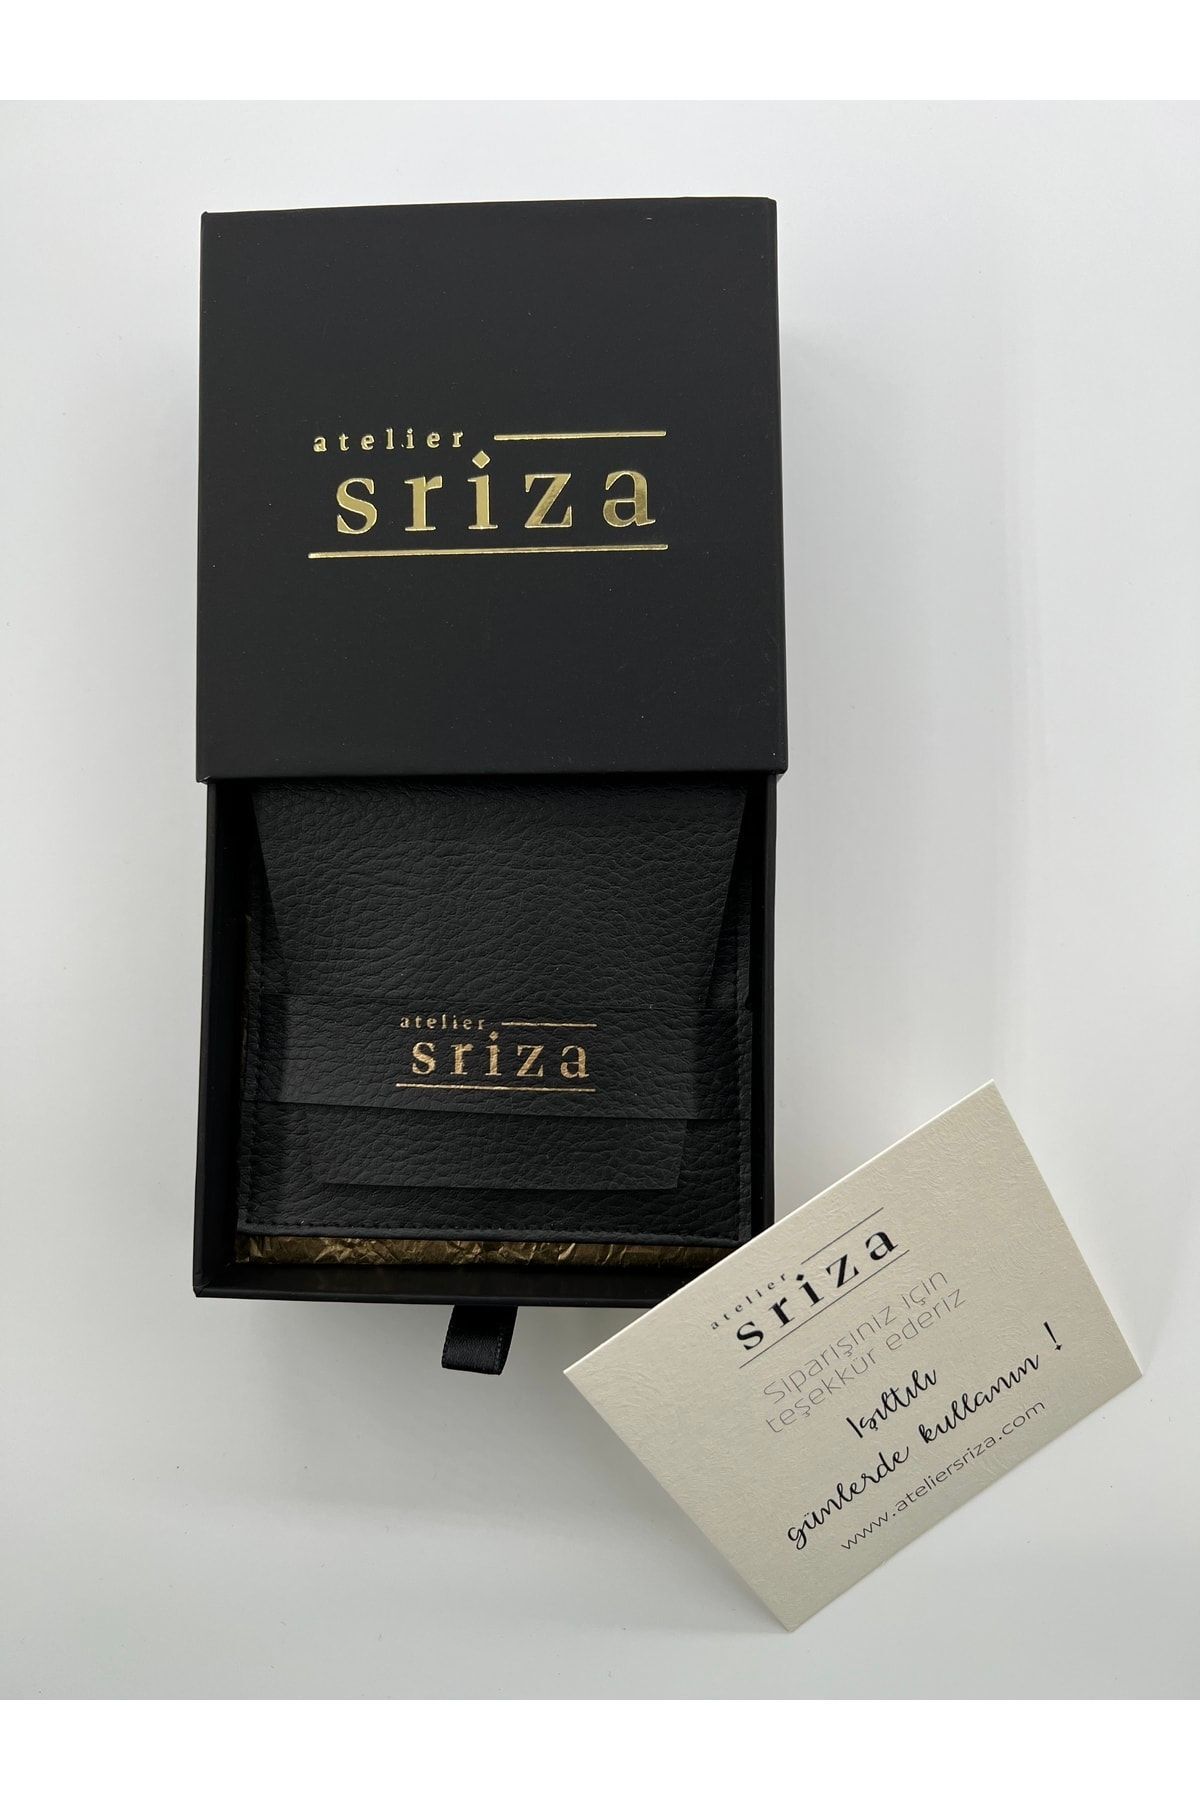 atelier
sriza
atelier
sriza
atelier
sriza
Siparişiniz için
teşekkür ederiz
Işıltılı
günlerde kullanın !
www.ateliersriza.com